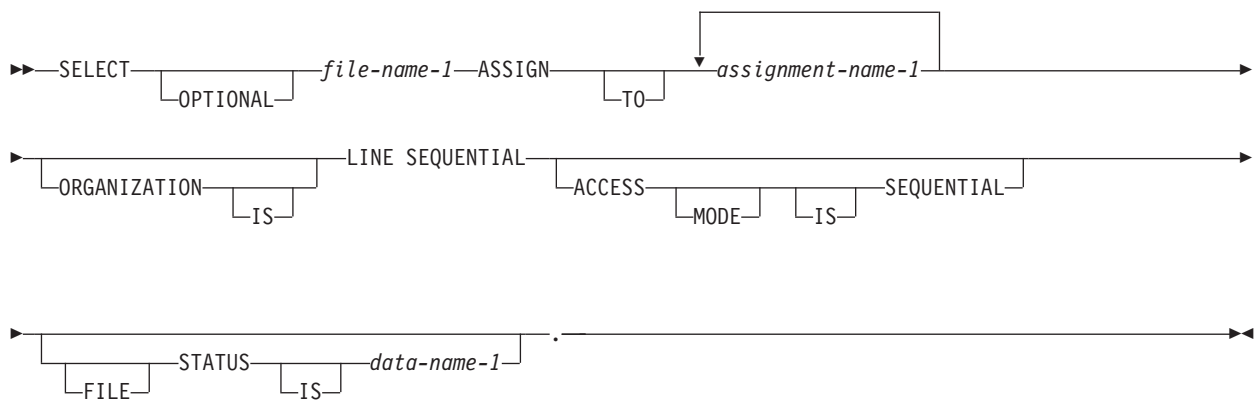 SELECT OPTIONAL file-name-1 ASSIGN TO assignment-name-1
ORGANIZATION IS LINE SEQUENTIAL ACCESS MODE IS SEQUENTIAL
FILE STATUS IS data-name-1 .